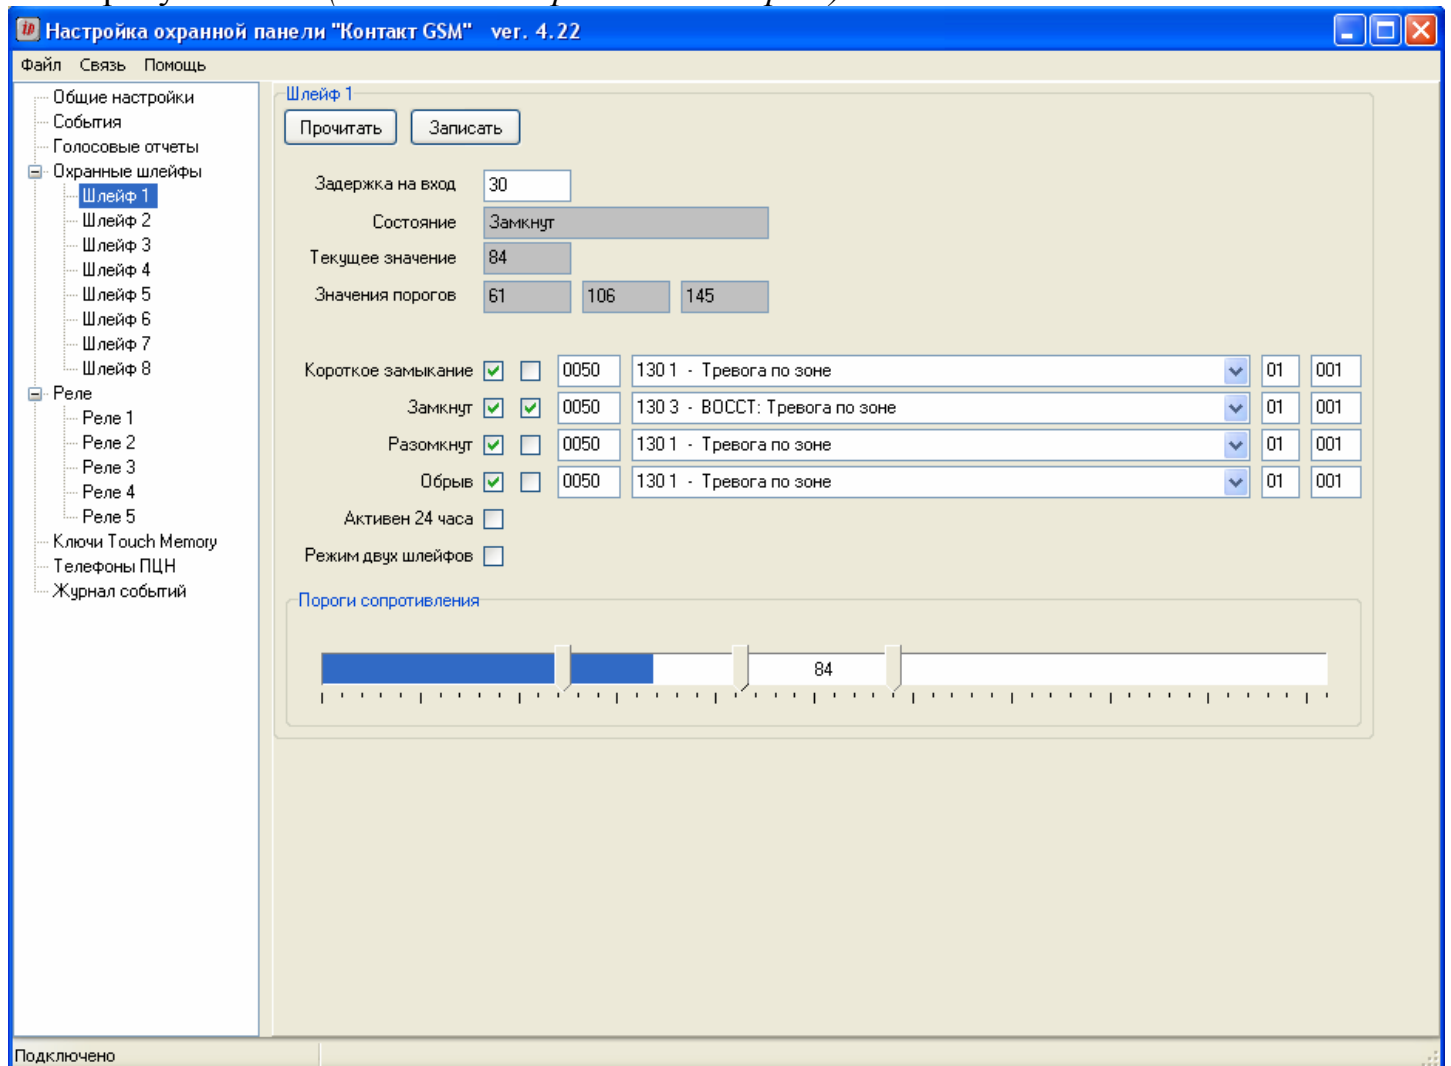 Настройка охранной панели "Контакт GSM" ver. 4.22
Файл Связь Помощь
Общие настройки
События
Голосовые отчеты
Охранные шлейфы
Шлейф 1
Шлейф 2
Шлейф 3
Шлейф 4
Шлейф 5
Шлейф 6
Шлейф 7
Шлейф 8
Реле
Реле 1
Реле 2
Реле 3
Реле 4
Реле 5
Ключи Touch Memory
Телефоны ПЦН
Журнал событий
Шлейф 1
Прочитать Записать
Задержка на вход 30
Состояние Замкнут
Текущее значение 84
Значения порогов 61 106 145
Короткое замыкание 0050 130 1 - Тревога по зоне 01 001
Замкнут 0050 130 3 - ВОССТ: Тревога по зоне 01 001
Разомкнут 0050 130 1 - Тревога по зоне 01 001
Обрыв 0050 130 1 - Тревога по зоне 01 001
Активен 24 часа
Режим двух шлейфов
Пороги сопротивления
84
Подключено